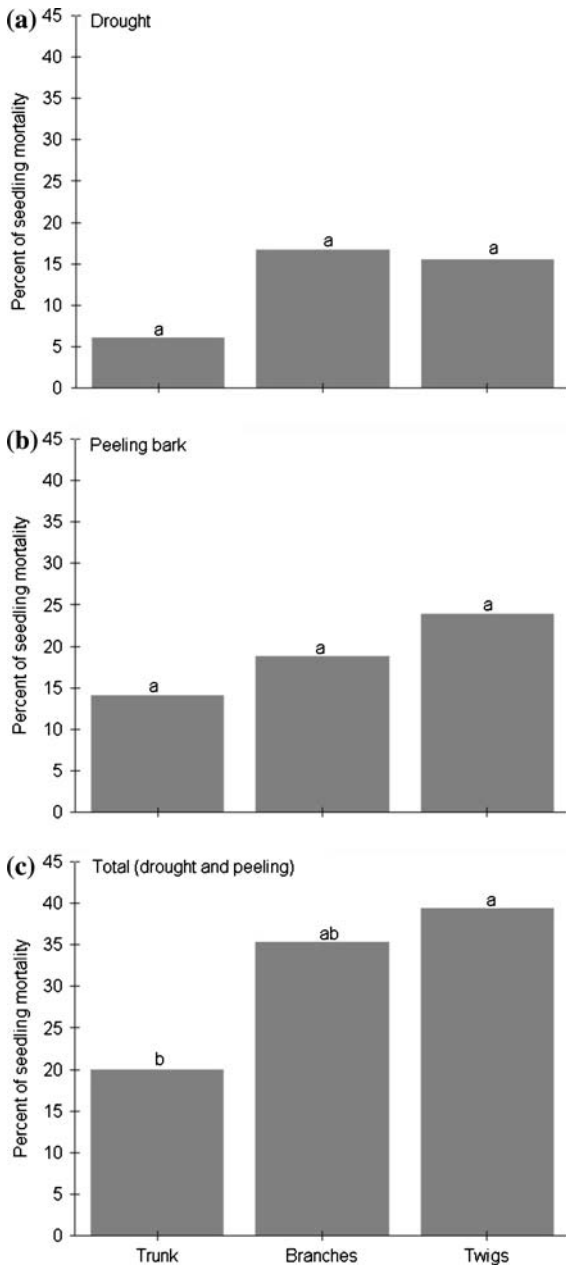 (a) Drought
Percent of seedling mortality
45
40
35
30
25
20
15
10
5
0
a
a
a
(b) Peeling bark
Percent of seedling mortality
45
40
35
30
25
20
15
10
5
0
a
a
a
(c) Total (drought and peeling)
Percent of seedling mortality
45
40
35
30
25
20
15
10
5
0
b
ab
a
Trunk Branches Twigs